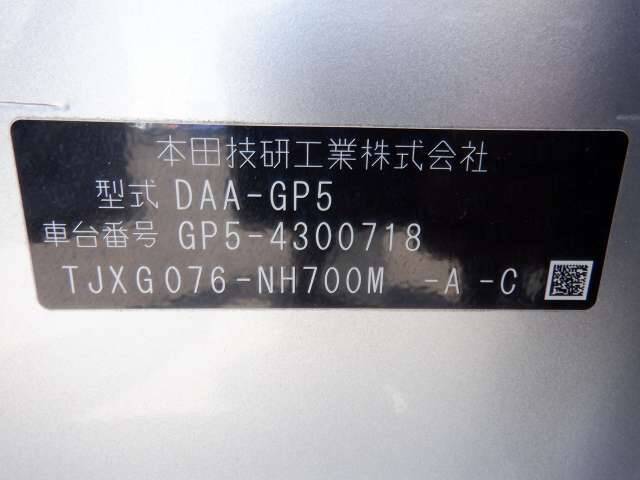 本田技研工業株式会社
型式 DAA-GP5
車台番号 GP5-4300718
TJXG076-NH700M -A -C